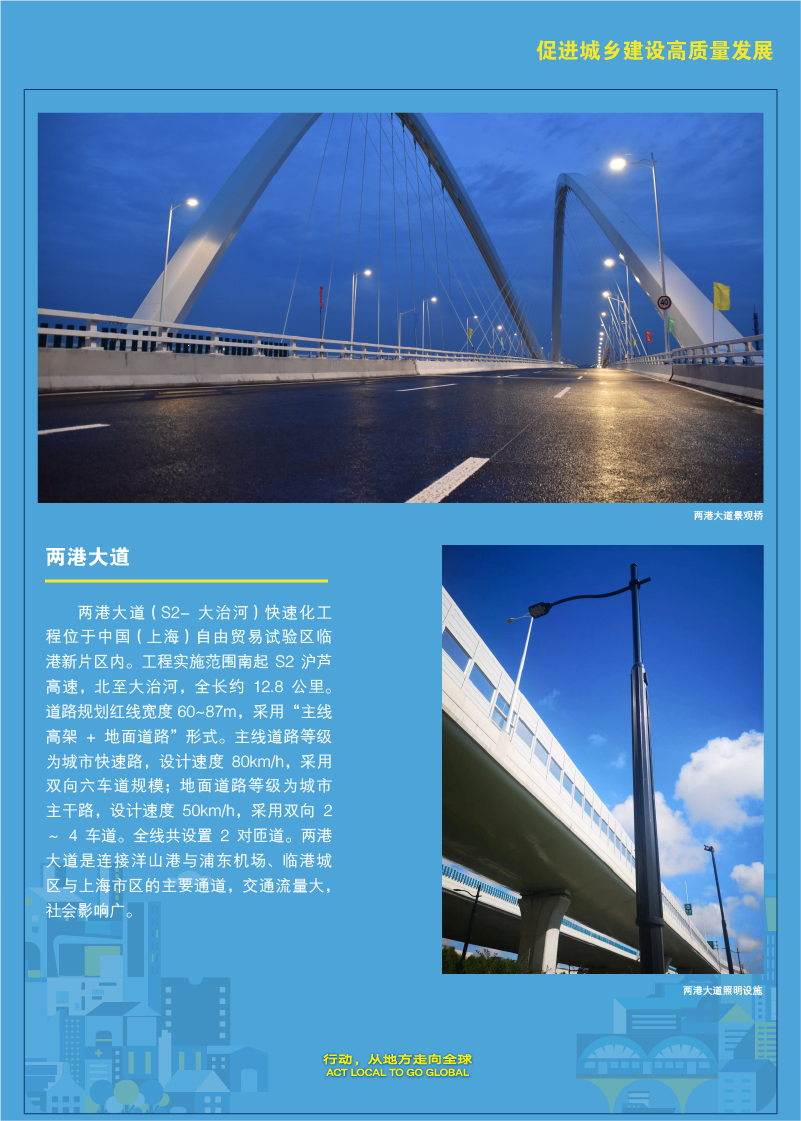 促进城乡建设高质量发展
40
两港大道景观桥
两港大道
两港大道（S2- 大治河）快速化工
程位于中国（上海）自由贸易试验区临
港新片区内。工程实施范围南起 S2 沪芦
高速，北至大治河，全长约 12.8 公里。
道路规划红线宽度 60~87m，采用“主线
高架 + 地面道路”形式。主线道路等级
为城市快速路，设计速度 80km/h，采用
双向六车道规模；地面道路等级为城市
主干路，设计速度 50km/h，采用双向 2
~ 4 车道。全线共设置 2 对匝道。两港
大道是连接洋山港与浦东机场、临港城
区与上海市区的主要通道，交通流量大，
社会影响广。
两港大道照明设施
行动，从地方走向全球
ACT LOCAL TO GO GLOBAL